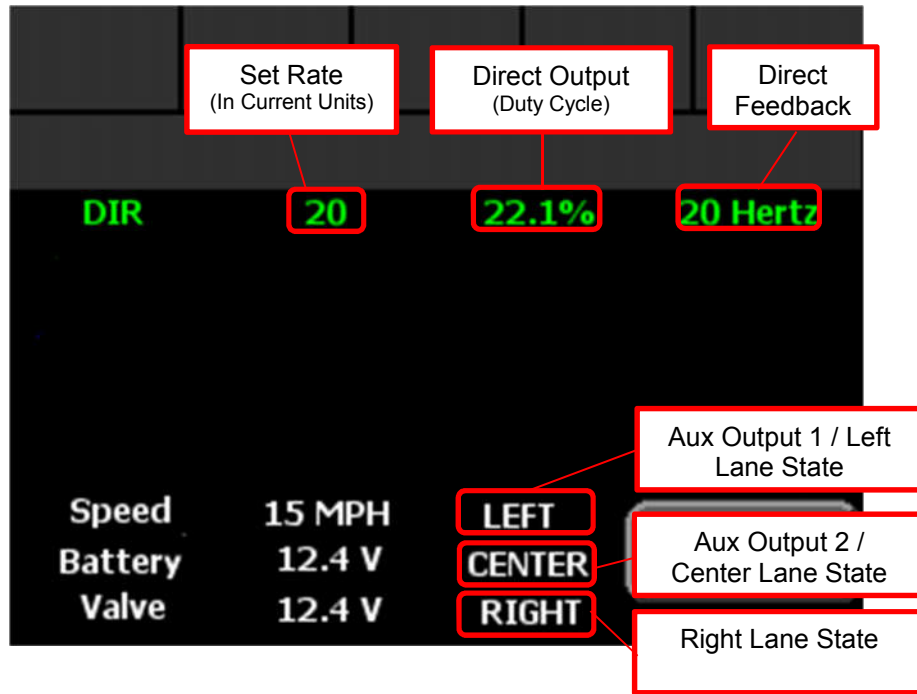 Set Rate
(In Current Units)
Direct Output
(Duty Cycle)
Direct
Feedback
DIR 20 22.1% 20 Hertz
Aux Output 1 / Left
Lane State
Speed 15 MPH LEFT
Aux Output 2 /
Center Lane State
Battery 12.4 V CENTER
Valve 12.4 V RIGHT
Right Lane State